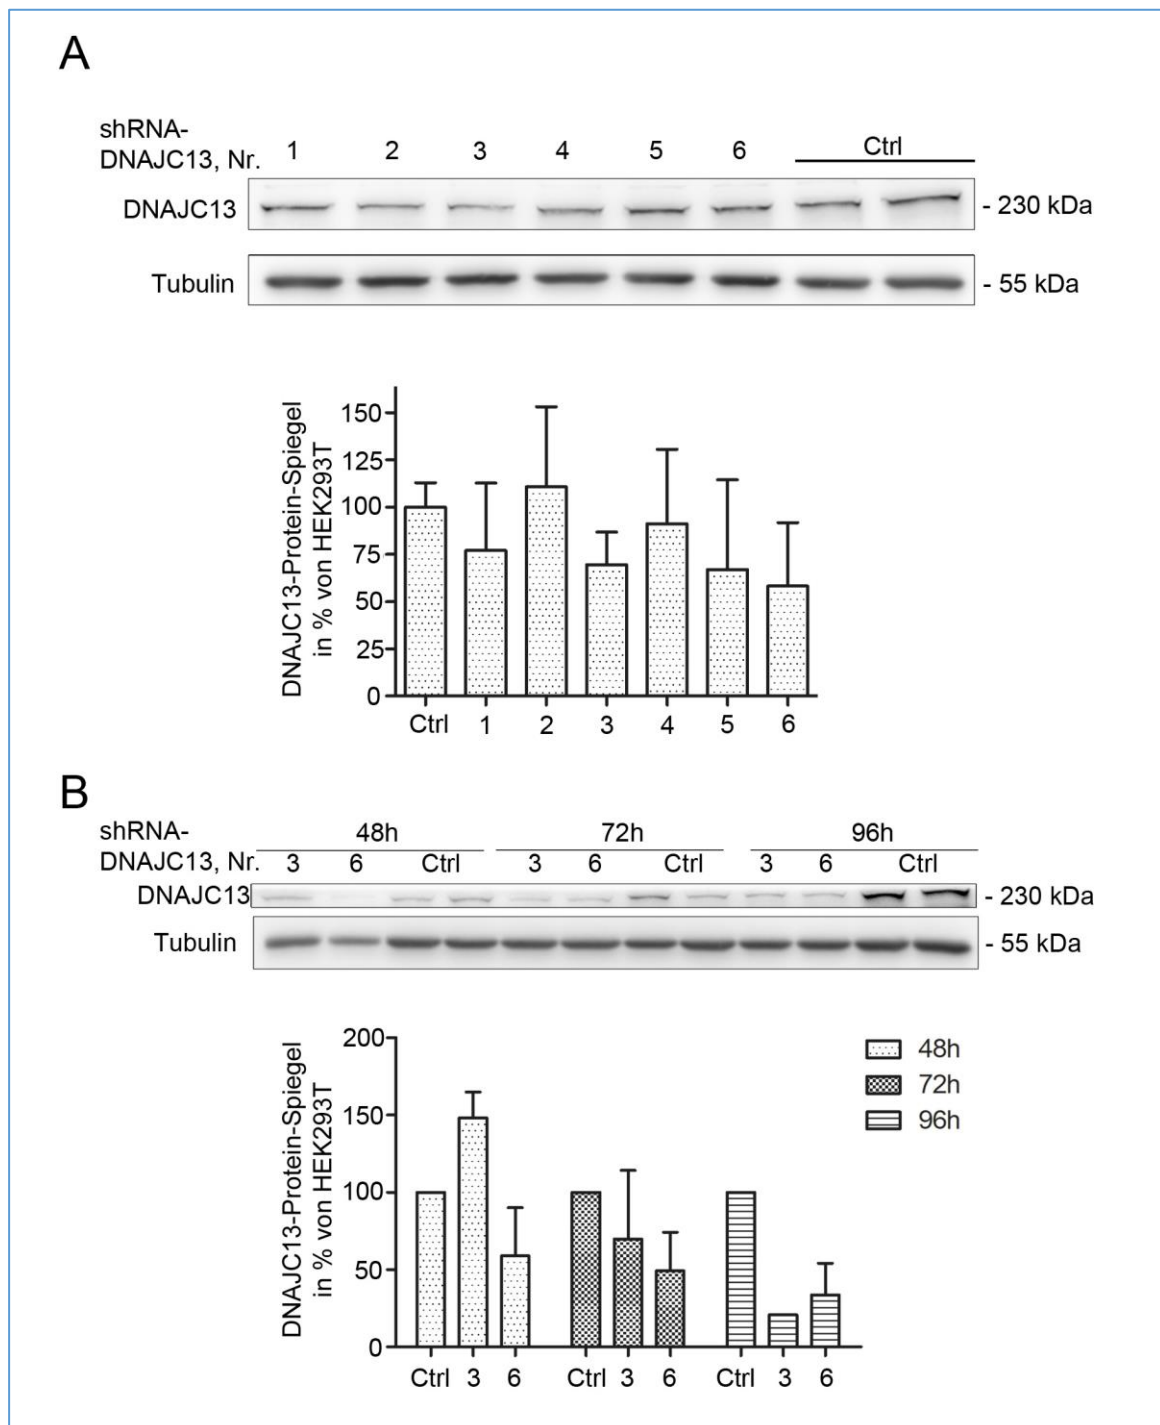 A
shRNA-
DNAJC13, Nr. 1 2 3 4 5 6 Ctrl
DNAJC13 - 230 kDa
Tubulin - 55 kDa
DNAJC13-Protein-Spiegel
in % von HEK293T
150
125
100
75
50
25
0
Ctrl 1 2 3 4 5 6
B
shRNA- 48h 72h 96h
DNAJC13, Nr. 3 6 Ctrl 3 6 Ctrl 3 6 Ctrl
DNAJC13 - 230 kDa
Tubulin - 55 kDa
DNAJC13-Protein-Spiegel
in % von HEK293T
200
150
100
50
0
48h
72h
96h
Ctrl 3 6 Ctrl 3 6 Ctrl 3 6